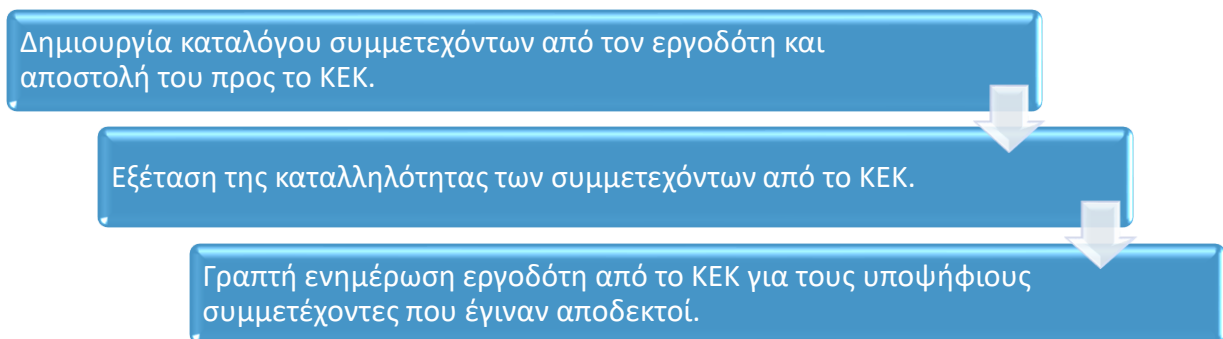 Δημιουργία καταλόγου συμμετεχόντων από τον εργοδότη και
αποστολή του προς το ΚΕΚ.
Εξέταση της καταλληλότητας των συμμετεχόντων από το ΚΕΚ.
Γραπτή ενημέρωση εργοδότη από το ΚΕΚ για τους υποψήφιους
συμμετέχοντες που έγιναν αποδεκτοί.